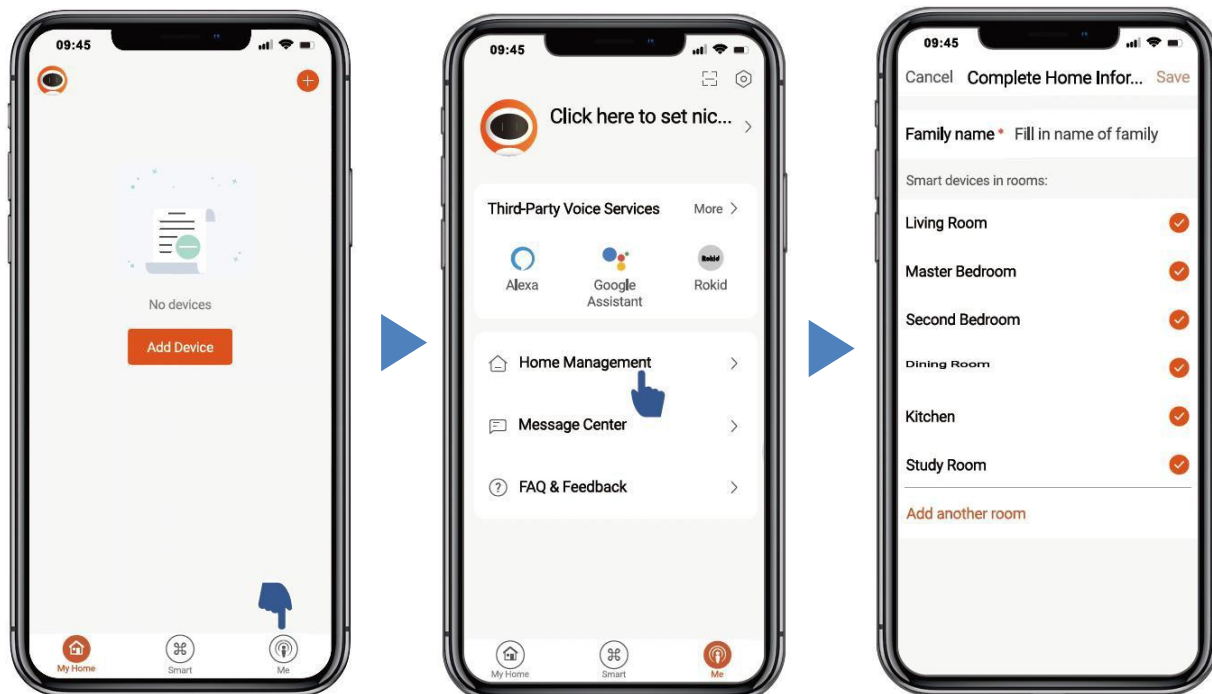 09:45
No devices
Add Device
My Home
Smart
Me
09:45
Click here to set nic...
Third-Party Voice Services
More
Alexa
Google
Assistant
Rokid
Rokid
Home Management
Message Center
FAQ & Feedback
My Home
Smart
Me
09:45
Cancel Complete Home Infor... Save
Family name * Fill in name of family
Smart devices in rooms:
Living Room
Master Bedroom
Second Bedroom
Dining Room
Kitchen
Study Room
Add another room